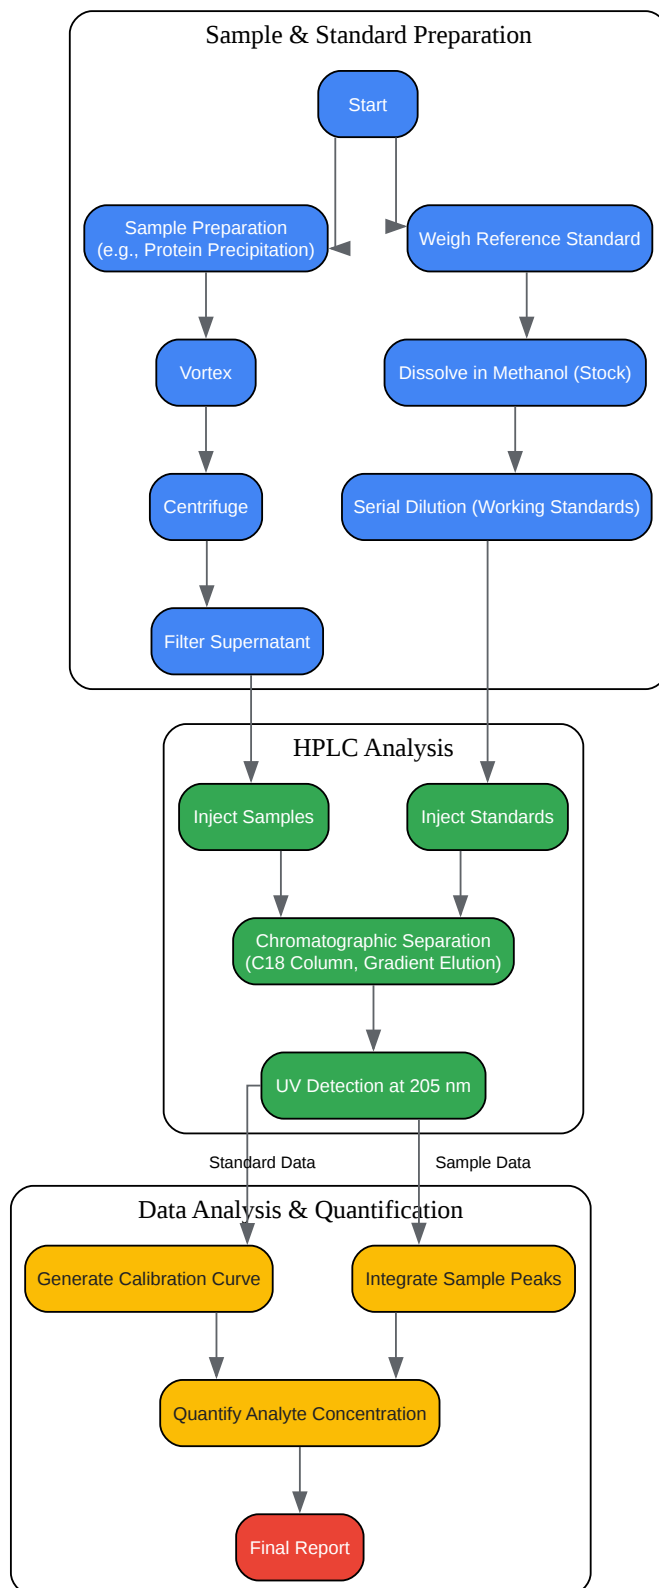 Sample & Standard Preparation
Start
Sample Preparation
(e.g., Protein Precipitation)
Weigh Reference Standard
Vortex
Dissolve in Methanol (Stock)
Centrifuge
Serial Dilution (Working Standards)
Filter Supernatant
HPLC Analysis
Inject Samples
Inject Standards
Chromatographic Separation
(C18 Column, Gradient Elution)
UV Detection at 205 nm
Standard Data
Sample Data
Data Analysis & Quantification
Generate Calibration Curve
Integrate Sample Peaks
Quantify Analyte Concentration
Final Report